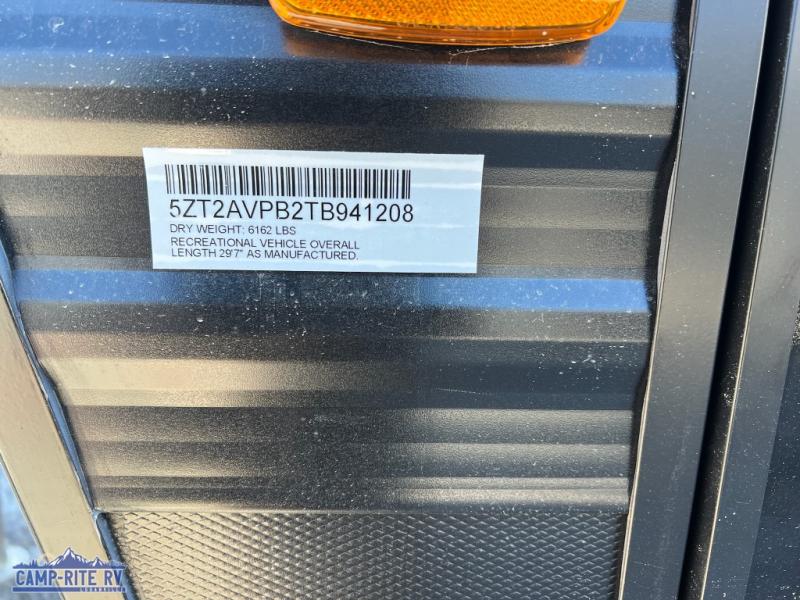 5ZT2AVPB2TB941208
DRY WEIGHT: 6162 LBS
RECREATIONAL VEHICLE OVERALL
LENGTH 29'7" AS MANUFACTURED.
CAMP-RITE RV